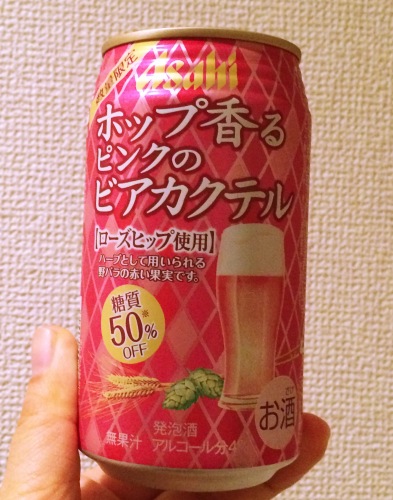 数量限定
Asahi
ホップ香る
ピンクの
ビアカクテル
【ローズヒップ使用】
ハーブとして用いられる
野バラの赤い果実です。
糖質※
50%
OFF
さけ
お酒
発泡酒
無果汁 アルコール分4%